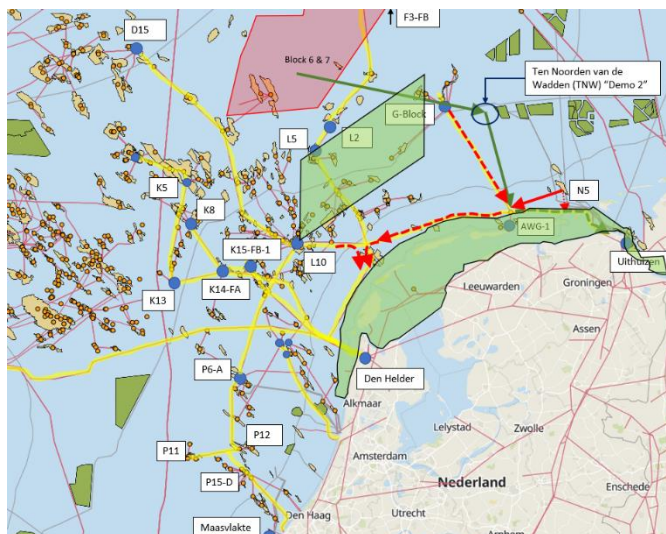 F3-FB
D15
Block 6 & 7
Ten Noorden van de
Wadden (TNW) "Demo 2"
G-Block
L2
L5
K5
N5
K8
AWG-1
K15-FB-1
L10
Uithuizen
K14-FA
K13
Leeuwarden
Groningen
Assen
P6-A
Den Helder
Alkmaar
Lelystad
Zwolle
P12
P11
Amsterdam
P15-D
Nederland
Enschede
Den Haag
Utrecht
Arnhem
Maasvlakte